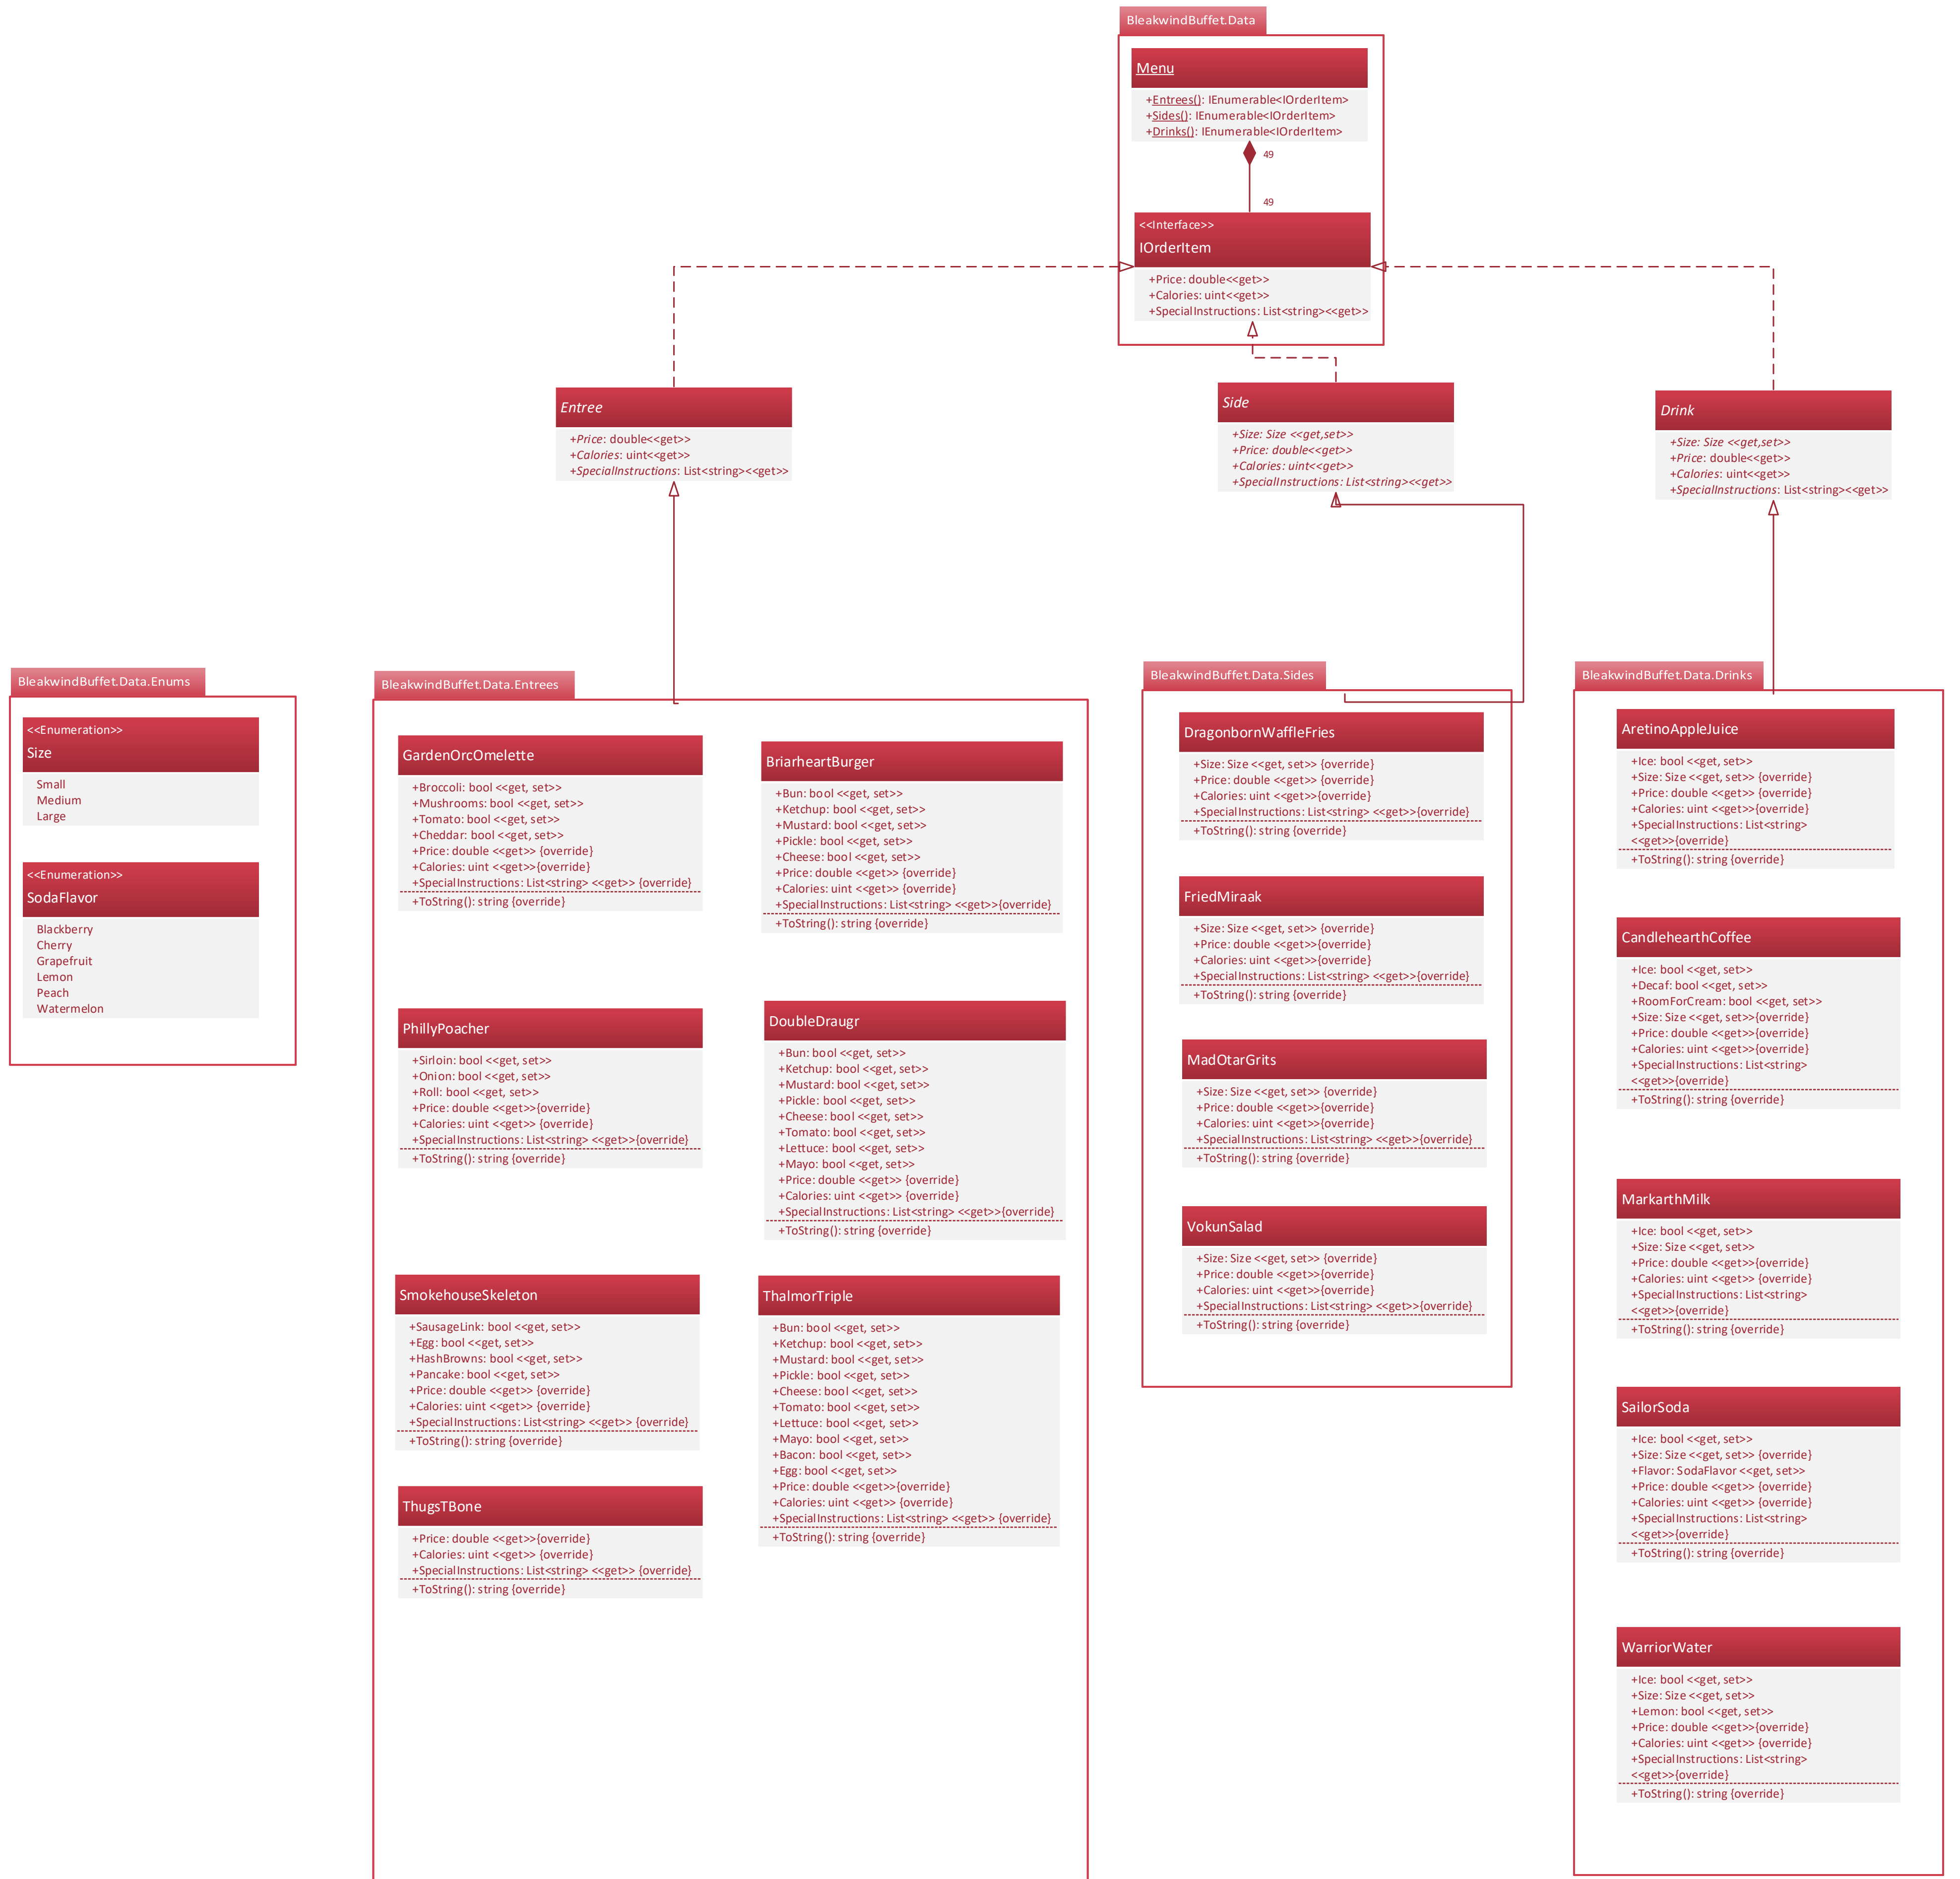 BleakwindBuffet.Data
Menu
+Entrees(): IEnumerable<IOrderItem>
+Sides(): IEnumerable<IOrderItem>
+Drinks(): IEnumerable<IOrderItem>
49
49
<<Interface>>
IOrderItem
+Price: double<<get>>
+Calories: uint<<get>>
+SpecialInstructions: List<string><<get>>
Entree
+Price: double<<get>>
+Calories: uint<<get>>
+SpecialInstructions: List<string><<get>>
Side
+Size: Size <<get,set>>
+Price: double<<get>>
+Calories: uint<<get>>
+SpecialInstructions: List<string><<get>>
Drink
+Size: Size <<get,set>>
+Price: double<<get>>
+Calories: uint<<get>>
+SpecialInstructions: List<string><<get>>
BleakwindBuffet.Data.Enums
<<Enumeration>>
Size
Small
Medium
Large
<<Enumeration>>
SodaFlavor
Blackberry
Cherry
Grapefruit
Lemon
Peach
Watermelon
BleakwindBuffet.Data.Entrees
GardenOrcOmelette
+Broccoli: bool <<get, set>>
+Mushrooms: bool <<get, set>>
+Tomato: bool <<get, set>>
+Cheddar: bool <<get, set>>
+Price: double <<get>> {override}
+Calories: uint <<get>>{override}
+SpecialInstructions: List<string> <<get>> {override}
+ToString(): string {override}
BriarheartBurger
+Bun: bool <<get, set>>
+Ketchup: bool <<get, set>>
+Mustard: bool <<get, set>>
+Pickle: bool <<get, set>>
+Cheese: bool <<get, set>>
+Price: double <<get>> {override}
+Calories: uint <<get>> {override}
+SpecialInstructions: List<string> <<get>>{override}
+ToString(): string {override}
PhillyPoacher
+Sirloin: bool <<get, set>>
+Onion: bool <<get, set>>
+Roll: bool <<get, set>>
+Price: double <<get>>{override}
+Calories: uint <<get>> {override}
+SpecialInstructions: List<string> <<get>>{override}
+ToString(): string {override}
DoubleDraugr
+Bun: bool <<get, set>>
+Ketchup: bool <<get, set>>
+Mustard: bool <<get, set>>
+Pickle: bool <<get, set>>
+Cheese: bool <<get, set>>
+Tomato: bool <<get, set>>
+Lettuce: bool <<get, set>>
+Mayo: bool <<get, set>>
+Price: double <<get>> {override}
+Calories: uint <<get>> {override}
+SpecialInstructions: List<string> <<get>>{override}
+ToString(): string {override}
SmokehouseSkeleton
+SausageLink: bool <<get, set>>
+Egg: bool <<get, set>>
+HashBrowns: bool <<get, set>>
+Pancake: bool <<get, set>>
+Price: double <<get>> {override}
+Calories: uint <<get>> {override}
+SpecialInstructions: List<string> <<get>> {override}
+ToString(): string {override}
ThalmorTriple
+Bun: bool <<get, set>>
+Ketchup: bool <<get, set>>
+Mustard: bool <<get, set>>
+Pickle: bool <<get, set>>
+Cheese: bool <<get, set>>
+Tomato: bool <<get, set>>
+Lettuce: bool <<get, set>>
+Mayo: bool <<get, set>>
+Bacon: bool <<get, set>>
+Egg: bool <<get, set>>
+Price: double <<get>>{override}
+Calories: uint <<get>> {override}
+SpecialInstructions: List<string> <<get>> {override}
+ToString(): string {override}
ThugsTBone
+Price: double <<get>>{override}
+Calories: uint <<get>> {override}
+SpecialInstructions: List<string> <<get>> {override}
+ToString(): string {override}
BleakwindBuffet.Data.Sides
DragonbornWaffleFries
+Size: Size <<get, set>> {override}
+Price: double <<get>> {override}
+Calories: uint <<get>>{override}
+SpecialInstructions: List<string> <<get>>{override}
+ToString(): string {override}
FriedMiraak
+Size: Size <<get, set>> {override}
+Price: double <<get>>{override}
+Calories: uint <<get>>{override}
+SpecialInstructions: List<string> <<get>>{override}
+ToString(): string {override}
MadOtarGrits
+Size: Size <<get, set>> {override}
+Price: double <<get>>{override}
+Calories: uint <<get>>{override}
+SpecialInstructions: List<string> <<get>>{override}
+ToString(): string {override}
VokunSalad
+Size: Size <<get, set>> {override}
+Price: double <<get>>{override}
+Calories: uint <<get>>{override}
+SpecialInstructions: List<string> <<get>>{override}
+ToString(): string {override}
BleakwindBuffet.Data.Drinks
AretinoAppleJuice
+Ice: bool <<get, set>>
+Size: Size <<get, set>> {override}
+Price: double <<get>> {override}
+Calories: uint <<get>> {override}
+SpecialInstructions: List<string>
<<get>>{override}
+ToString(): string {override}
CandlehearthCoffee
+Ice: bool <<get, set>>
+Decaf: bool <<get, set>>
+RoomForCream: bool <<get, set>>
+Size: Size <<get, set>>{override}
+Price: double <<get>>{override}
+Calories: uint <<get>>{override}
+SpecialInstructions: List<string>
<<get>>{override}
+ToString(): string {override}
MarkarthMilk
+Ice: bool <<get, set>>
+Size: Size <<get, set>>
+Price: double <<get>>{override}
+Calories: uint <<get>> {override}
+SpecialInstructions: List<string>
<<get>>{override}
+ToString(): string {override}
SailorSoda
+Ice: bool <<get, set>>
+Size: Size <<get, set>> {override}
+Flavor: SodaFlavor <<get, set>>
+Price: double <<get>> {override}
+Calories: uint <<get>> {override}
+SpecialInstructions: List<string>
<<get>>{override}
+ToString(): string {override}
WarriorWater
+Ice: bool <<get, set>>
+Size: Size <<get, set>>
+Lemon: bool <<get, set>>
+Price: double <<get>>{override}
+Calories: uint <<get>> {override}
+SpecialInstructions: List<string>
<<get>>{override}
+ToString(): string {override}